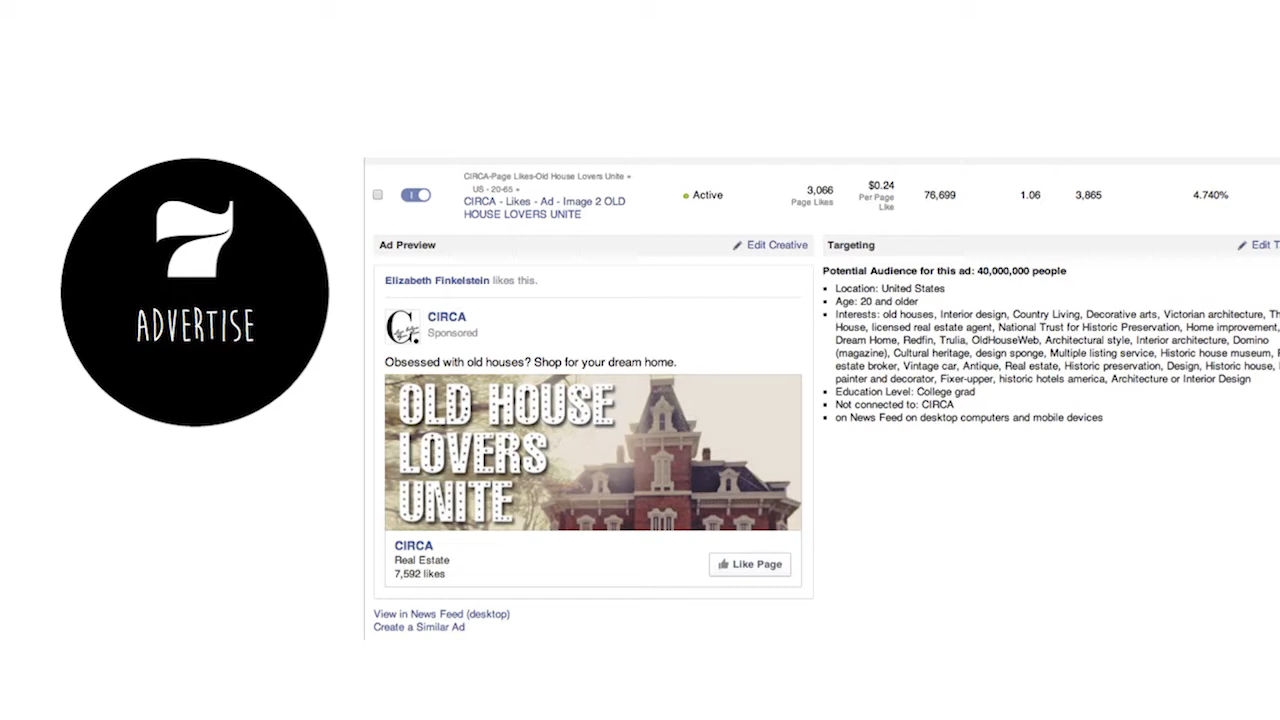 7
ADVERTISE
CIRCA-Page Likes-Old House Lovers Unite
US - 20-65
CIRCA - Likes - Ad - Image 2 OLD
HOUSE LOVERS UNITE
Active
3,066
Page Likes
$0.24
Per Page
Like
76,699
1.06
3,865
4.740%
Ad Preview
Edit Creative
Elizabeth Finkelstein likes this.
CIRCA
Sponsored
Obsessed with old houses? Shop for your dream home.
OLD HOUSE
LOVERS
UNITE
CIRCA
Real Estate
7,592 likes
Like Page
View in News Feed (desktop)
Create a Similar Ad
Targeting
Edit T
Potential Audience for this ad: 40,000,000 people
Location: United States
Age: 20 and older
Interests: old houses, Interior design, Country Living, Decorative arts, Victorian architecture, Th
House, licensed real estate agent, National Trust for Historic Preservation, Home improvement,
Dream Home, Redfin, Trulia, OldHouseWeb, Architectural style, Interior architecture, Domino
(magazine), Cultural heritage, design sponge, Multiple listing service, Historic house museum,
estate broker, Vintage car, Antique, Real estate, Historic preservation, Design, Historic house,
painter and decorator, Fixer-upper, historic hotels america, Architecture or Interior Design
Education Level: College grad
Not connected to: CIRCA
on News Feed on desktop computers and mobile devices